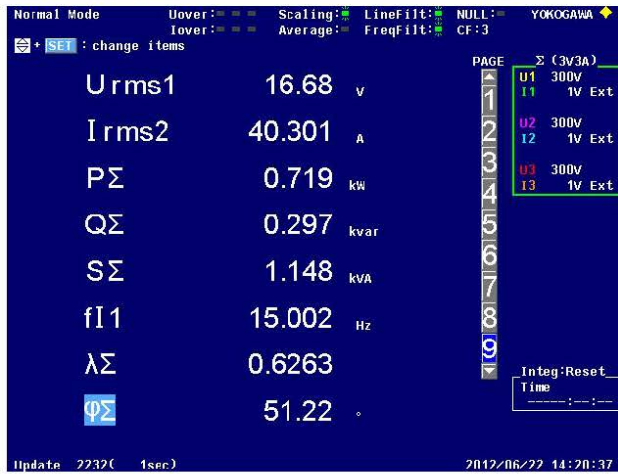 Normal Mode Uover: Scaling: LineFilt: NULL: YOKOGAWA
Iover: Average: FreqFilt: CF:3
+ SET : change items
PAGE Σ (3V3A)
Urms1 16.68 V
Irms2 40.301 A
PΣ 0.719 kW
QΣ 0.297 kvar
SΣ 1.148 kVA
fI1 15.002 Hz
λΣ 0.6263
φΣ 51.22 °
1
2
3
4
5
6
7
8
9
U1 300V
I1 1V Ext
U2 300V
I2 1V Ext
U3 300V
I3 1V Ext
Integ:Reset
Time
-----:--:--
Update 2232( 1sec) 2012/06/22 14:20:37